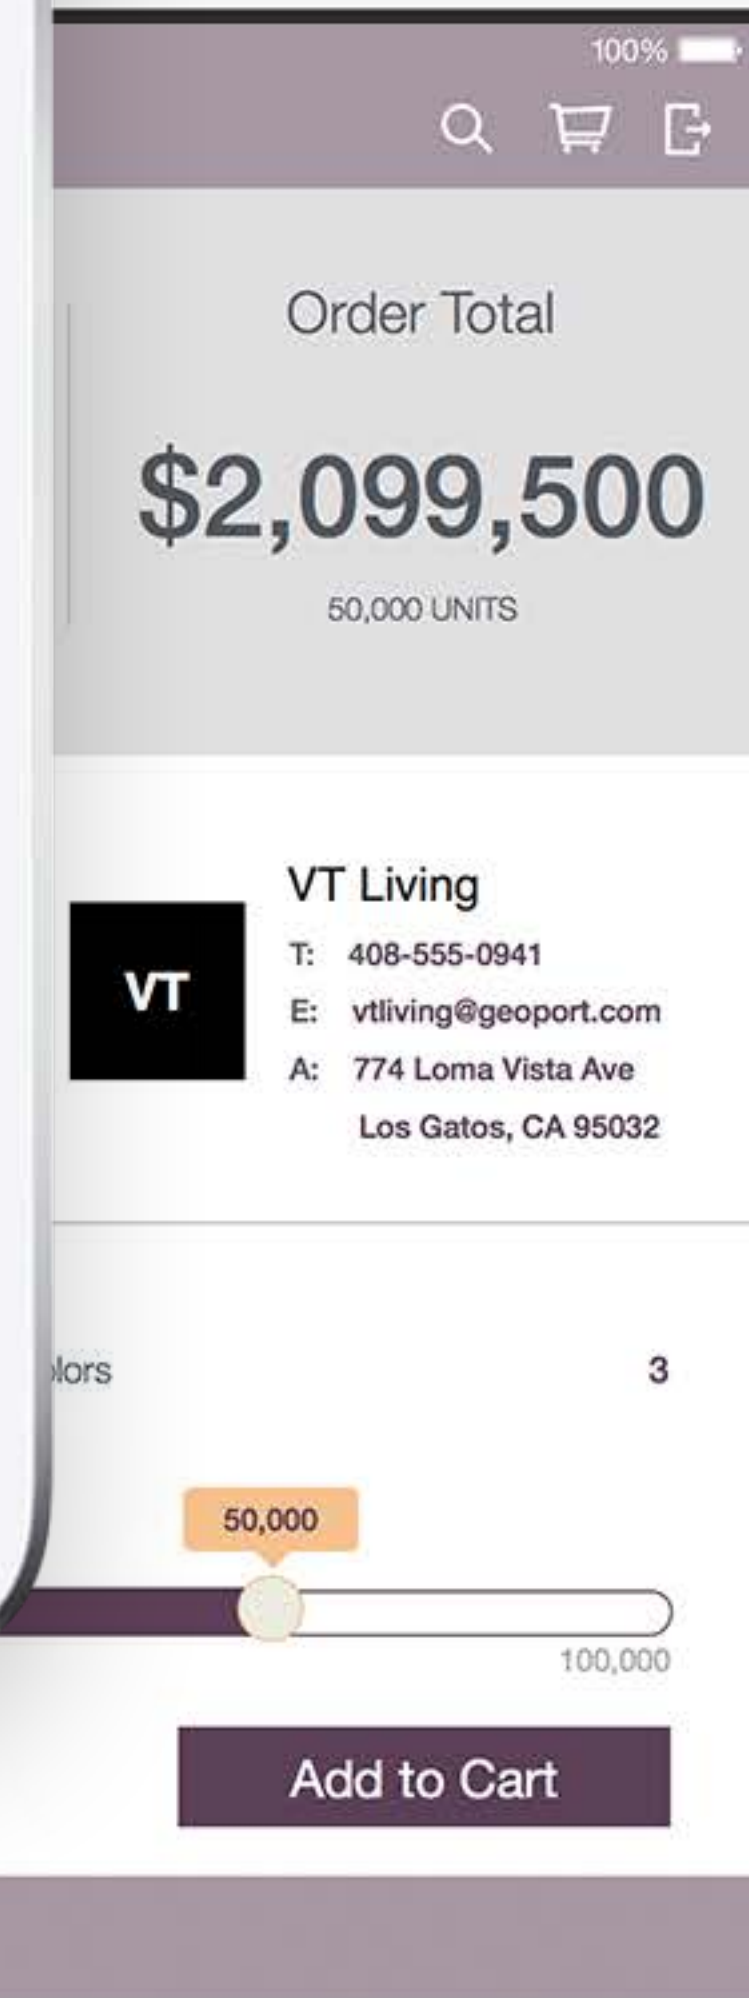 100%
Order Total
$2,099,500
50,000 UNITS
VT
VT Living
T: 408-555-0941
E: vtliving@geoport.com
A: 774 Loma Vista Ave
Los Gatos, CA 95032
3
50,000
100,000
Add to Cart